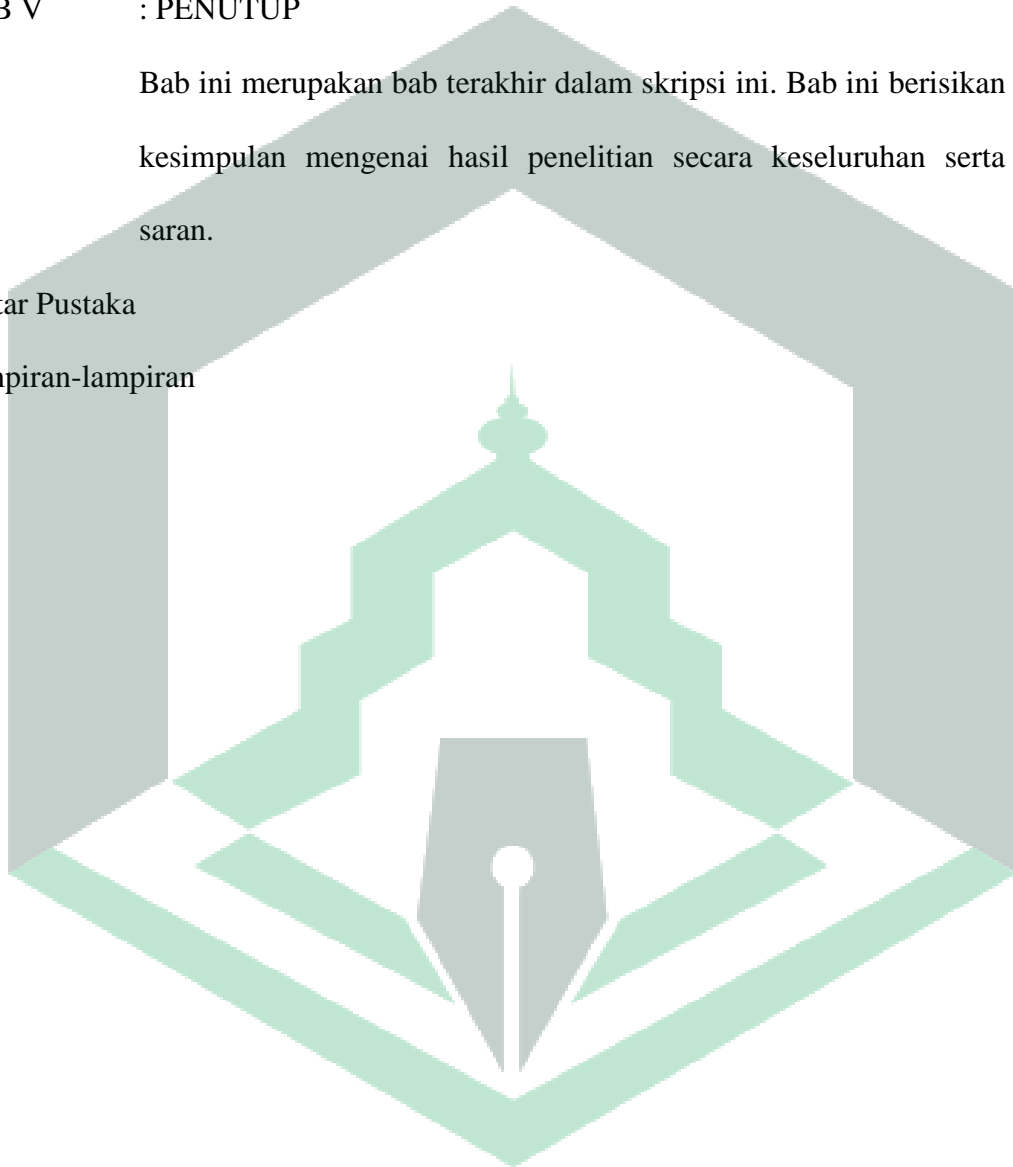 B V : PENUTUP
Bab ini merupakan bab terakhir dalam skripsi ini. Bab ini berisikan
kesimpulan mengenai hasil penelitian secara keseluruhan serta
saran.
tar Pustaka
npiran-lampiran